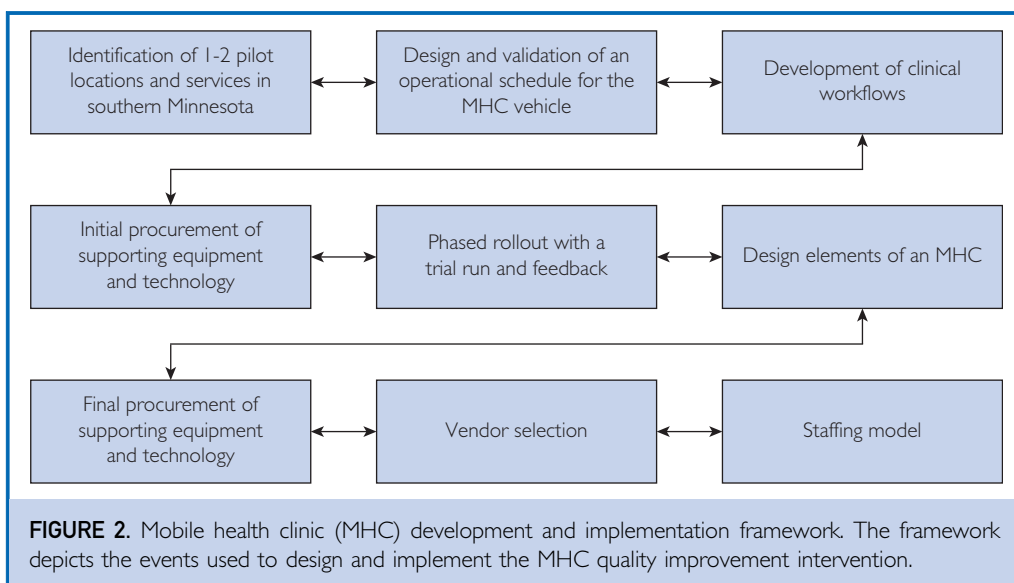 Identification of 1-2 pilot
locations and services in
southern Minnesota
Design and validation of an
operational schedule for the
MHC vehicle
Development of clinical
workflows
Initial procurement of
supporting equipment
and technology
Phased rollout with a
trial run and feedback
Design elements of an MHC
Final procurement of
supporting equipment
and technology
Vendor selection
Staffing model
FIGURE 2. Mobile health clinic (MHC) development and implementation framework. The framework
depicts the events used to design and implement the MHC quality improvement intervention.